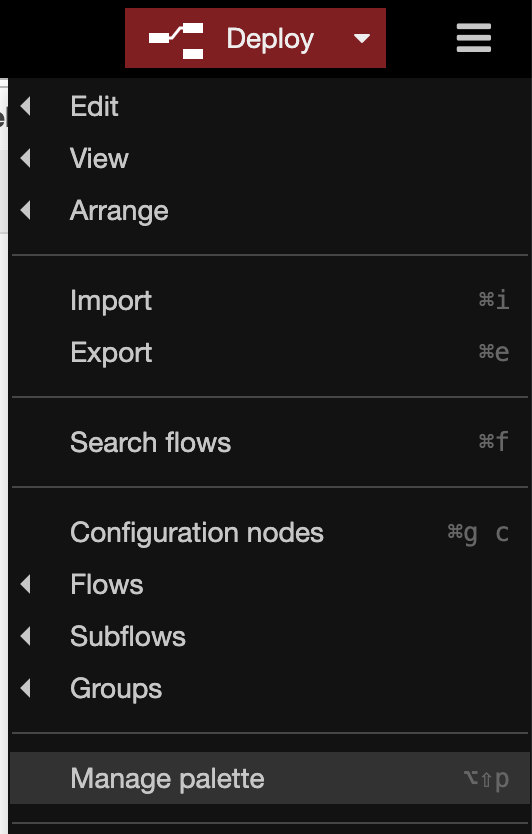 Deploy
Edit
View
Arrange
Import ⌘i
Export ⌘e
Search flows ⌘f
Configuration nodes ⌘g c
Flows
Subflows
Groups
Manage palette ⌥⇧p